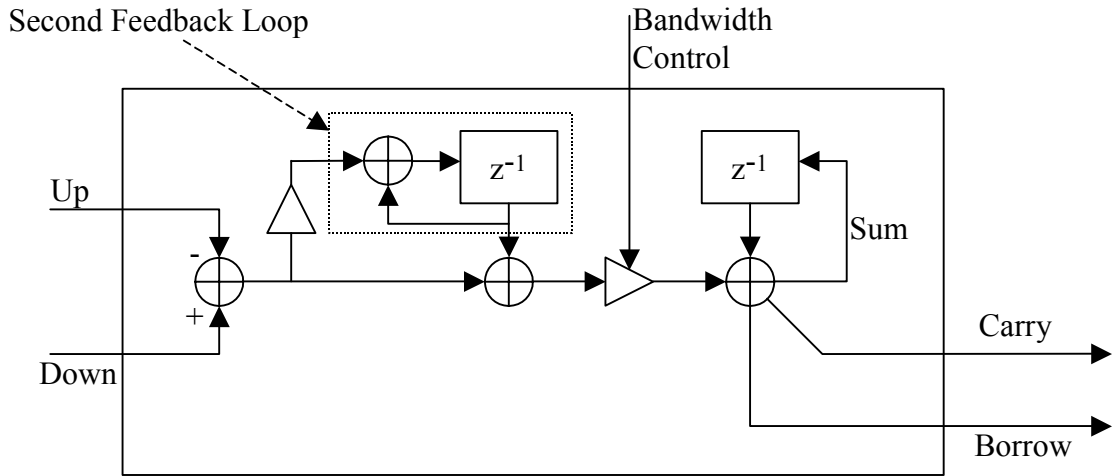 Second Feedback Loop
Bandwidth
Control
z-1
z-1
Up
Sum
-
+
Carry
Down
Borrow